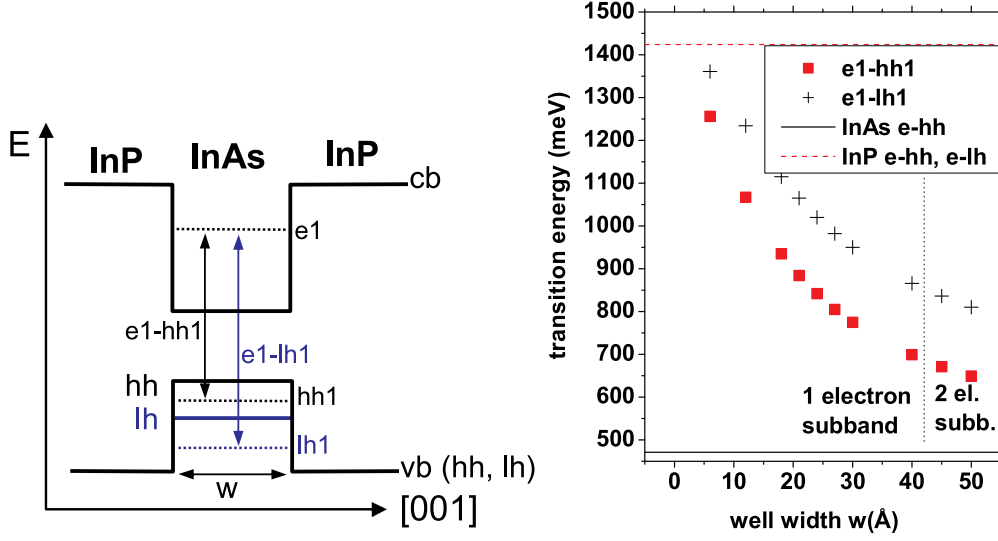 E
InP
InAs
InP
cb
e1
e1-hh1
e1-lh1
hh
hh1
lh
lh1
vb (hh, lh)
w
[001]
transition energy (meV)
1500
1400
1300
1200
1100
1000
900
800
700
600
500
e1-hh1
e1-lh1
InAs e-hh
InP e-hh, e-lh
1 electron
subband
2 el.
subb.
0
10
20
30
40
50
well width w(Å)